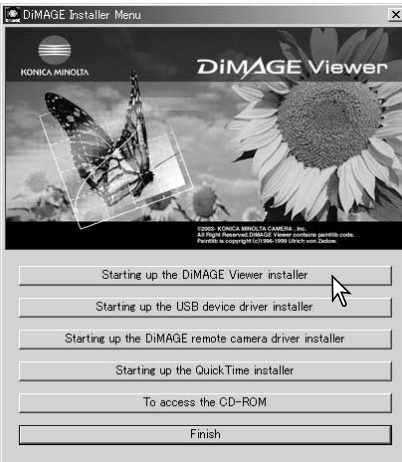 DiMAGE Installer Menu
KONICA MINOLTA
DiMAGE Viewer
©2003- KONICA MINOLTA CAMERA , Inc.
All Right Reserved.DiMAGE Viewer contains paintlib code.
Paintlib is copyright (c)1996-1999 Ulrich von Zadow.
Starting up the DiMAGE Viewer installer
Starting up the USB device driver installer
Starting up the DiMAGE remote camera driver installer
Starting up the QuickTime installer
To access the CD-ROM
Finish